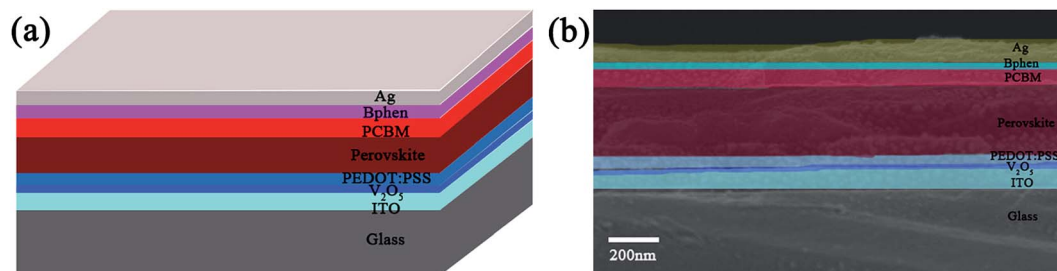 (a)
Ag
Bphen
PCBM
Perovskite
PEDOT:PSS
V₂O₅
ITO
Glass
(b)
Ag
Bphen
PCBM
Perovskite
PEDOT:PSS
V₂O₅
ITO
Glass
200nm